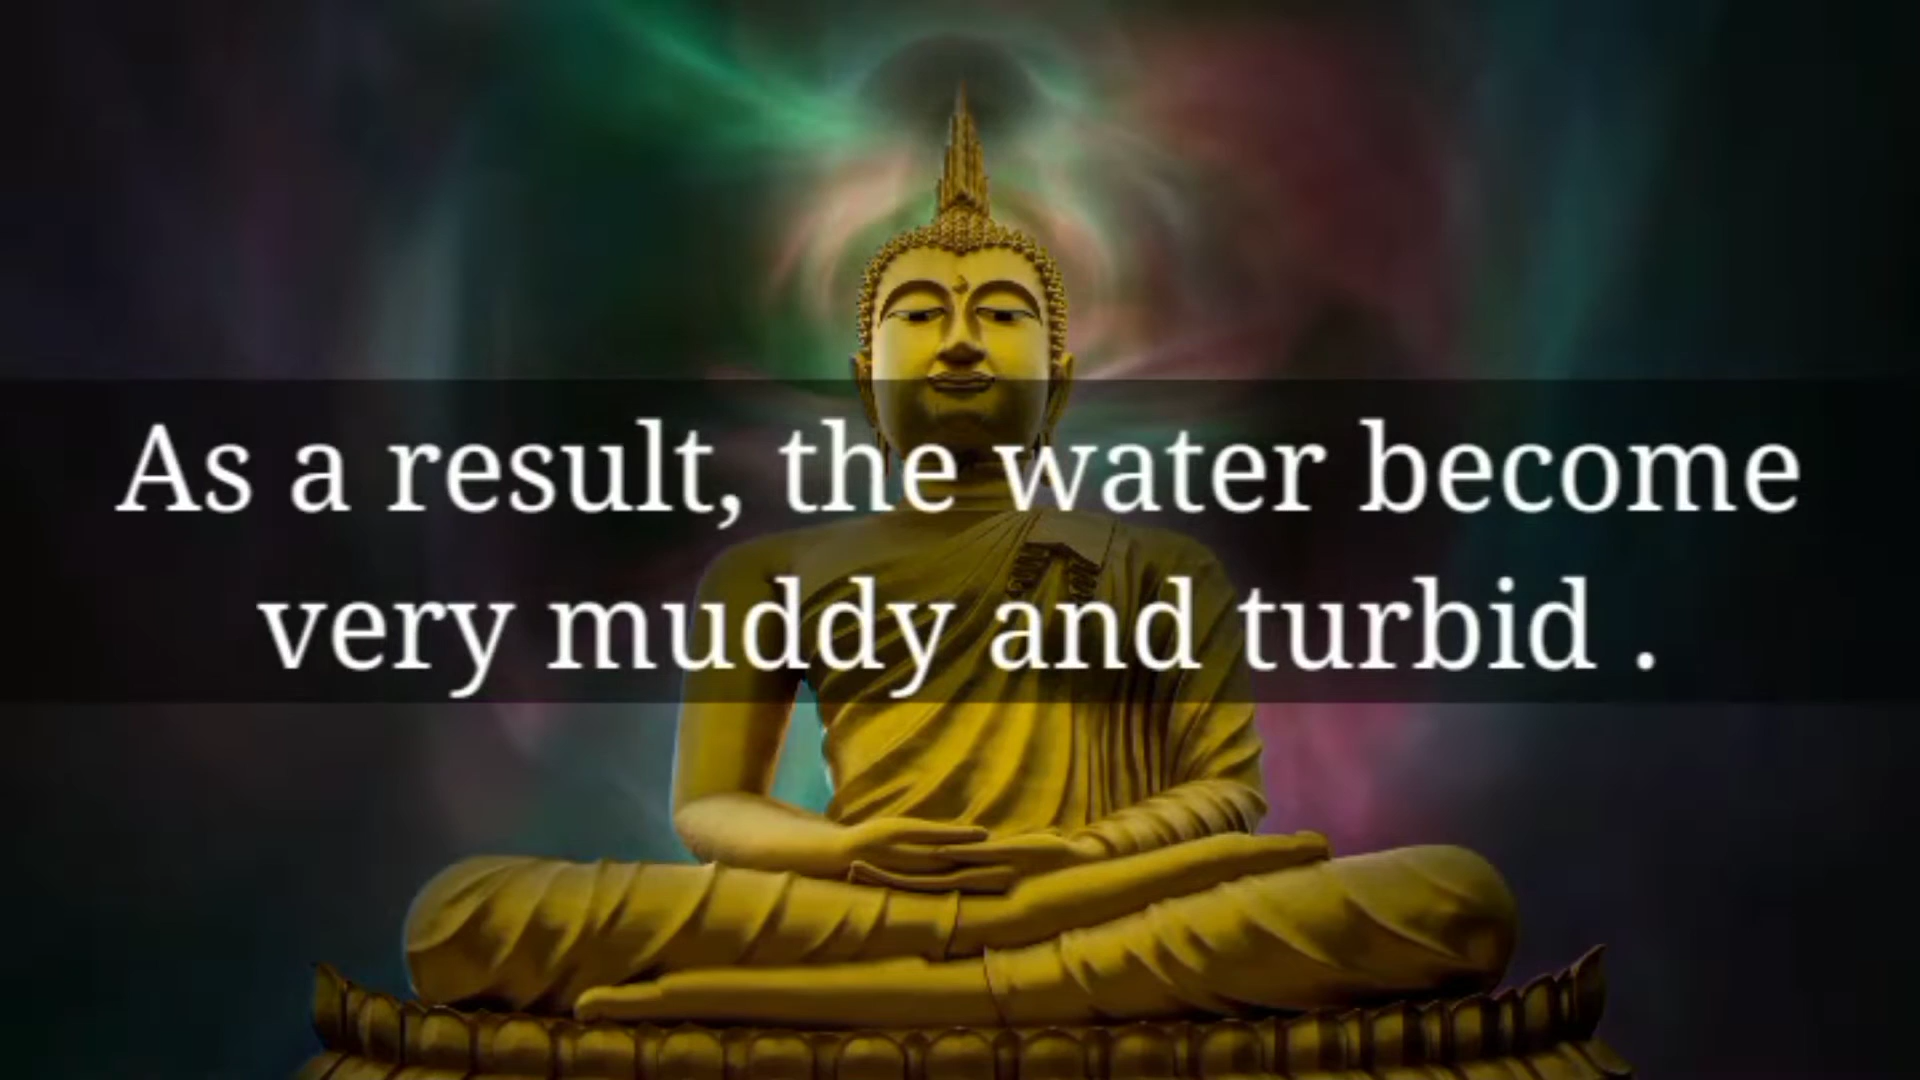 As a result, the water become
very muddy and turbid .